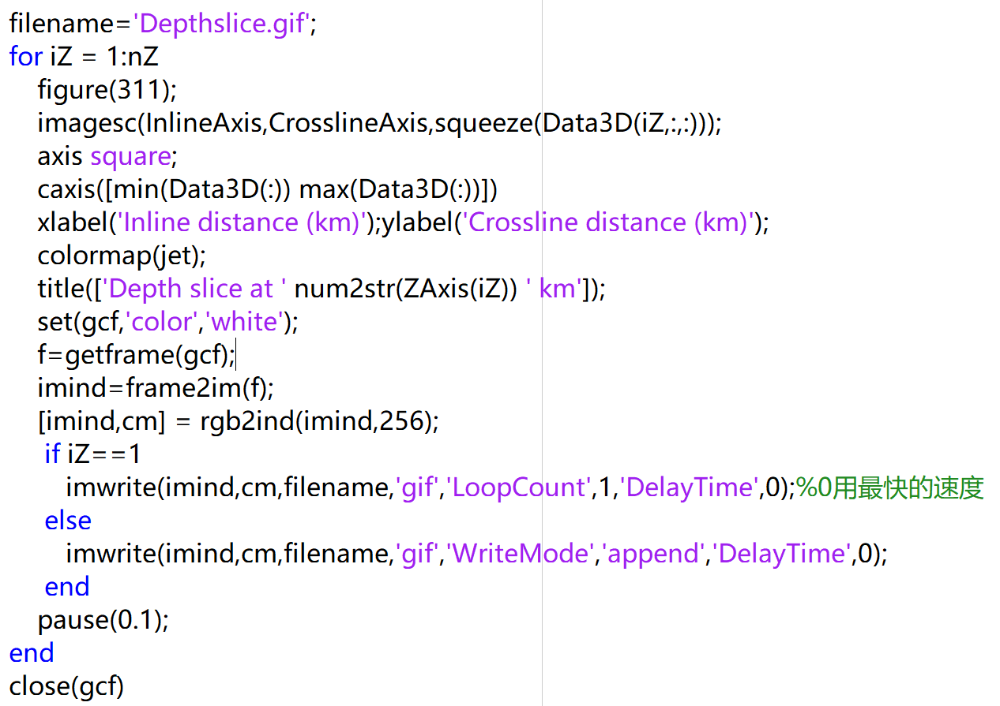 filename='Depthslice.gif';
for iZ = 1:nZ
    figure(311);
    imagesc(InlineAxis,CrosslineAxis,squeeze(Data3D(iZ,:,:)));
    axis square;
    caxis([min(Data3D(:)) max(Data3D(:))])
    xlabel('Inline distance (km)');ylabel('Crossline distance (km)');
    colormap(jet);
    title(['Depth slice at ' num2str(ZAxis(iZ)) ' km']);
    set(gcf,'color','white');
    f=getframe(gcf);
    imind=frame2im(f);
    [imind,cm] = rgb2ind(imind,256);
     if iZ==1
        imwrite(imind,cm,filename,'gif','LoopCount',1,'DelayTime',0);%0用最快的速度
     else
        imwrite(imind,cm,filename,'gif','WriteMode','append','DelayTime',0);
     end
    pause(0.1);
end
close(gcf)